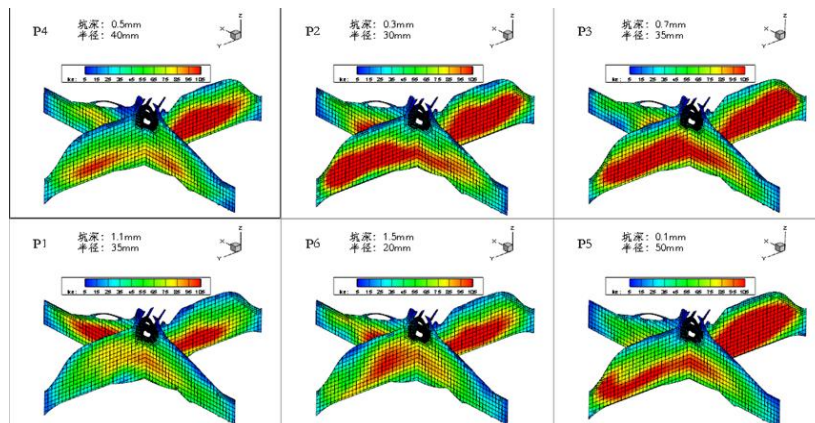 P4
坑深: 0.5mm
半径: 40mm
Z
X
Y
P2
坑深: 0.3mm
半径: 30mm
Z
X
Y
P3
坑深: 0.7mm
半径: 35mm
Z
X
Y
P1
坑深: 1.1mm
半径: 35mm
Z
X
Y
P6
坑深: 1.5mm
半径: 20mm
Z
X
Y
P5
坑深: 0.1mm
半径: 50mm
Z
X
Y